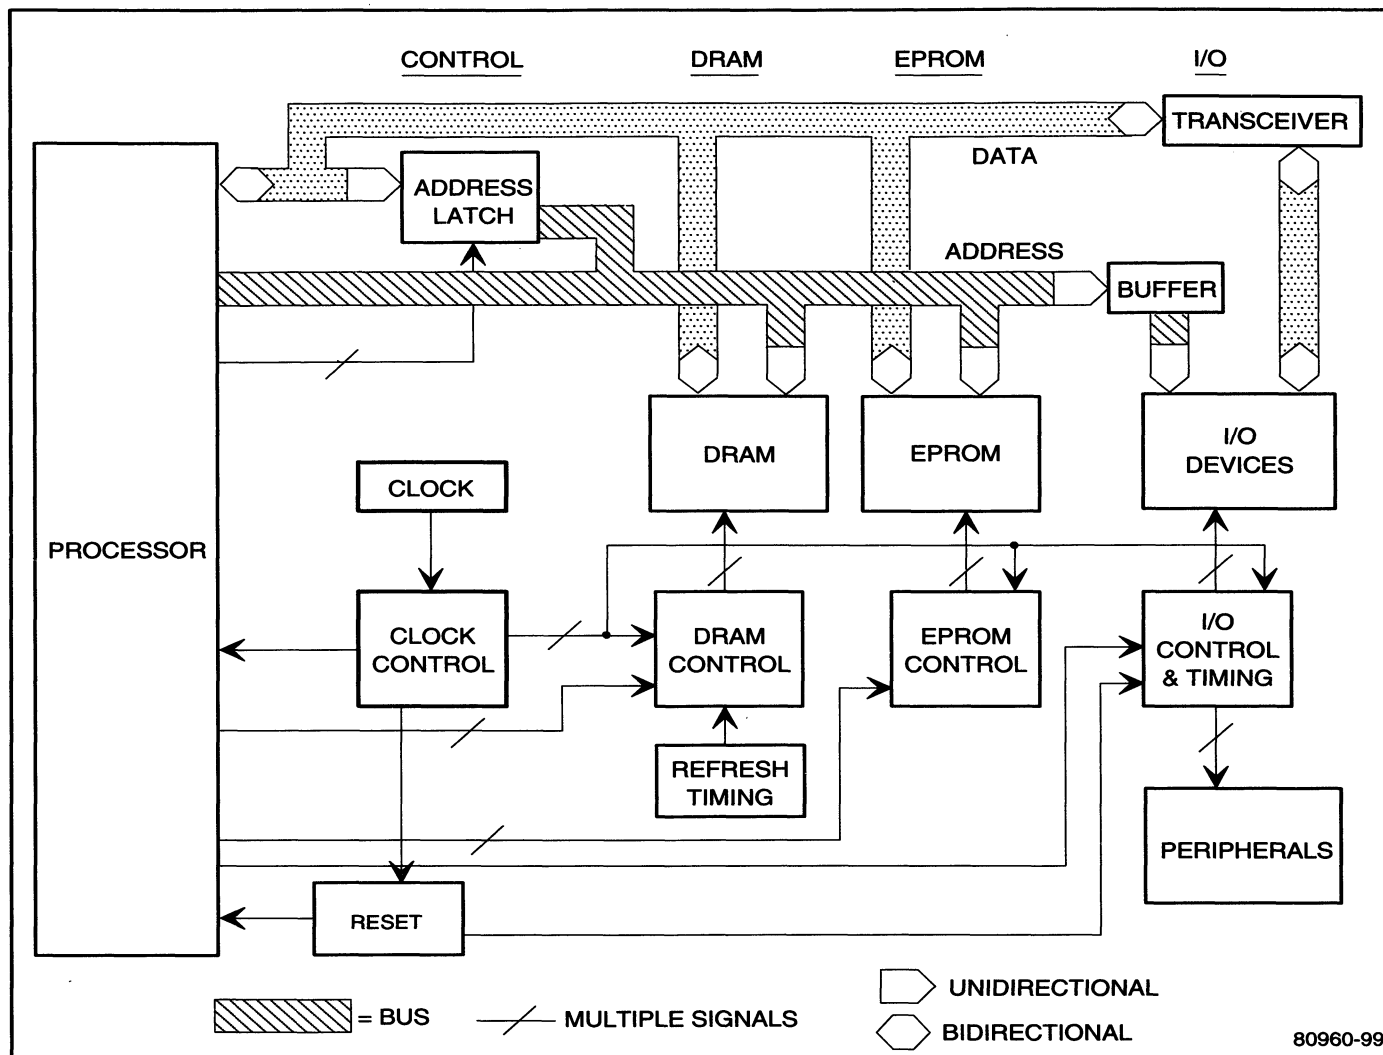 CONTROL
DRAM
EPROM
I/O
TRANSCEIVER
DATA
ADDRESS
LATCH
ADDRESS
BUFFER
DRAM
EPROM
I/O
DEVICES
CLOCK
PROCESSOR
CLOCK
CONTROL
DRAM
CONTROL
EPROM
CONTROL
I/O
CONTROL
& TIMING
REFRESH
TIMING
PERIPHERALS
RESET
= BUS
MULTIPLE SIGNALS
UNIDIRECTIONAL
BIDIRECTIONAL
80960-99